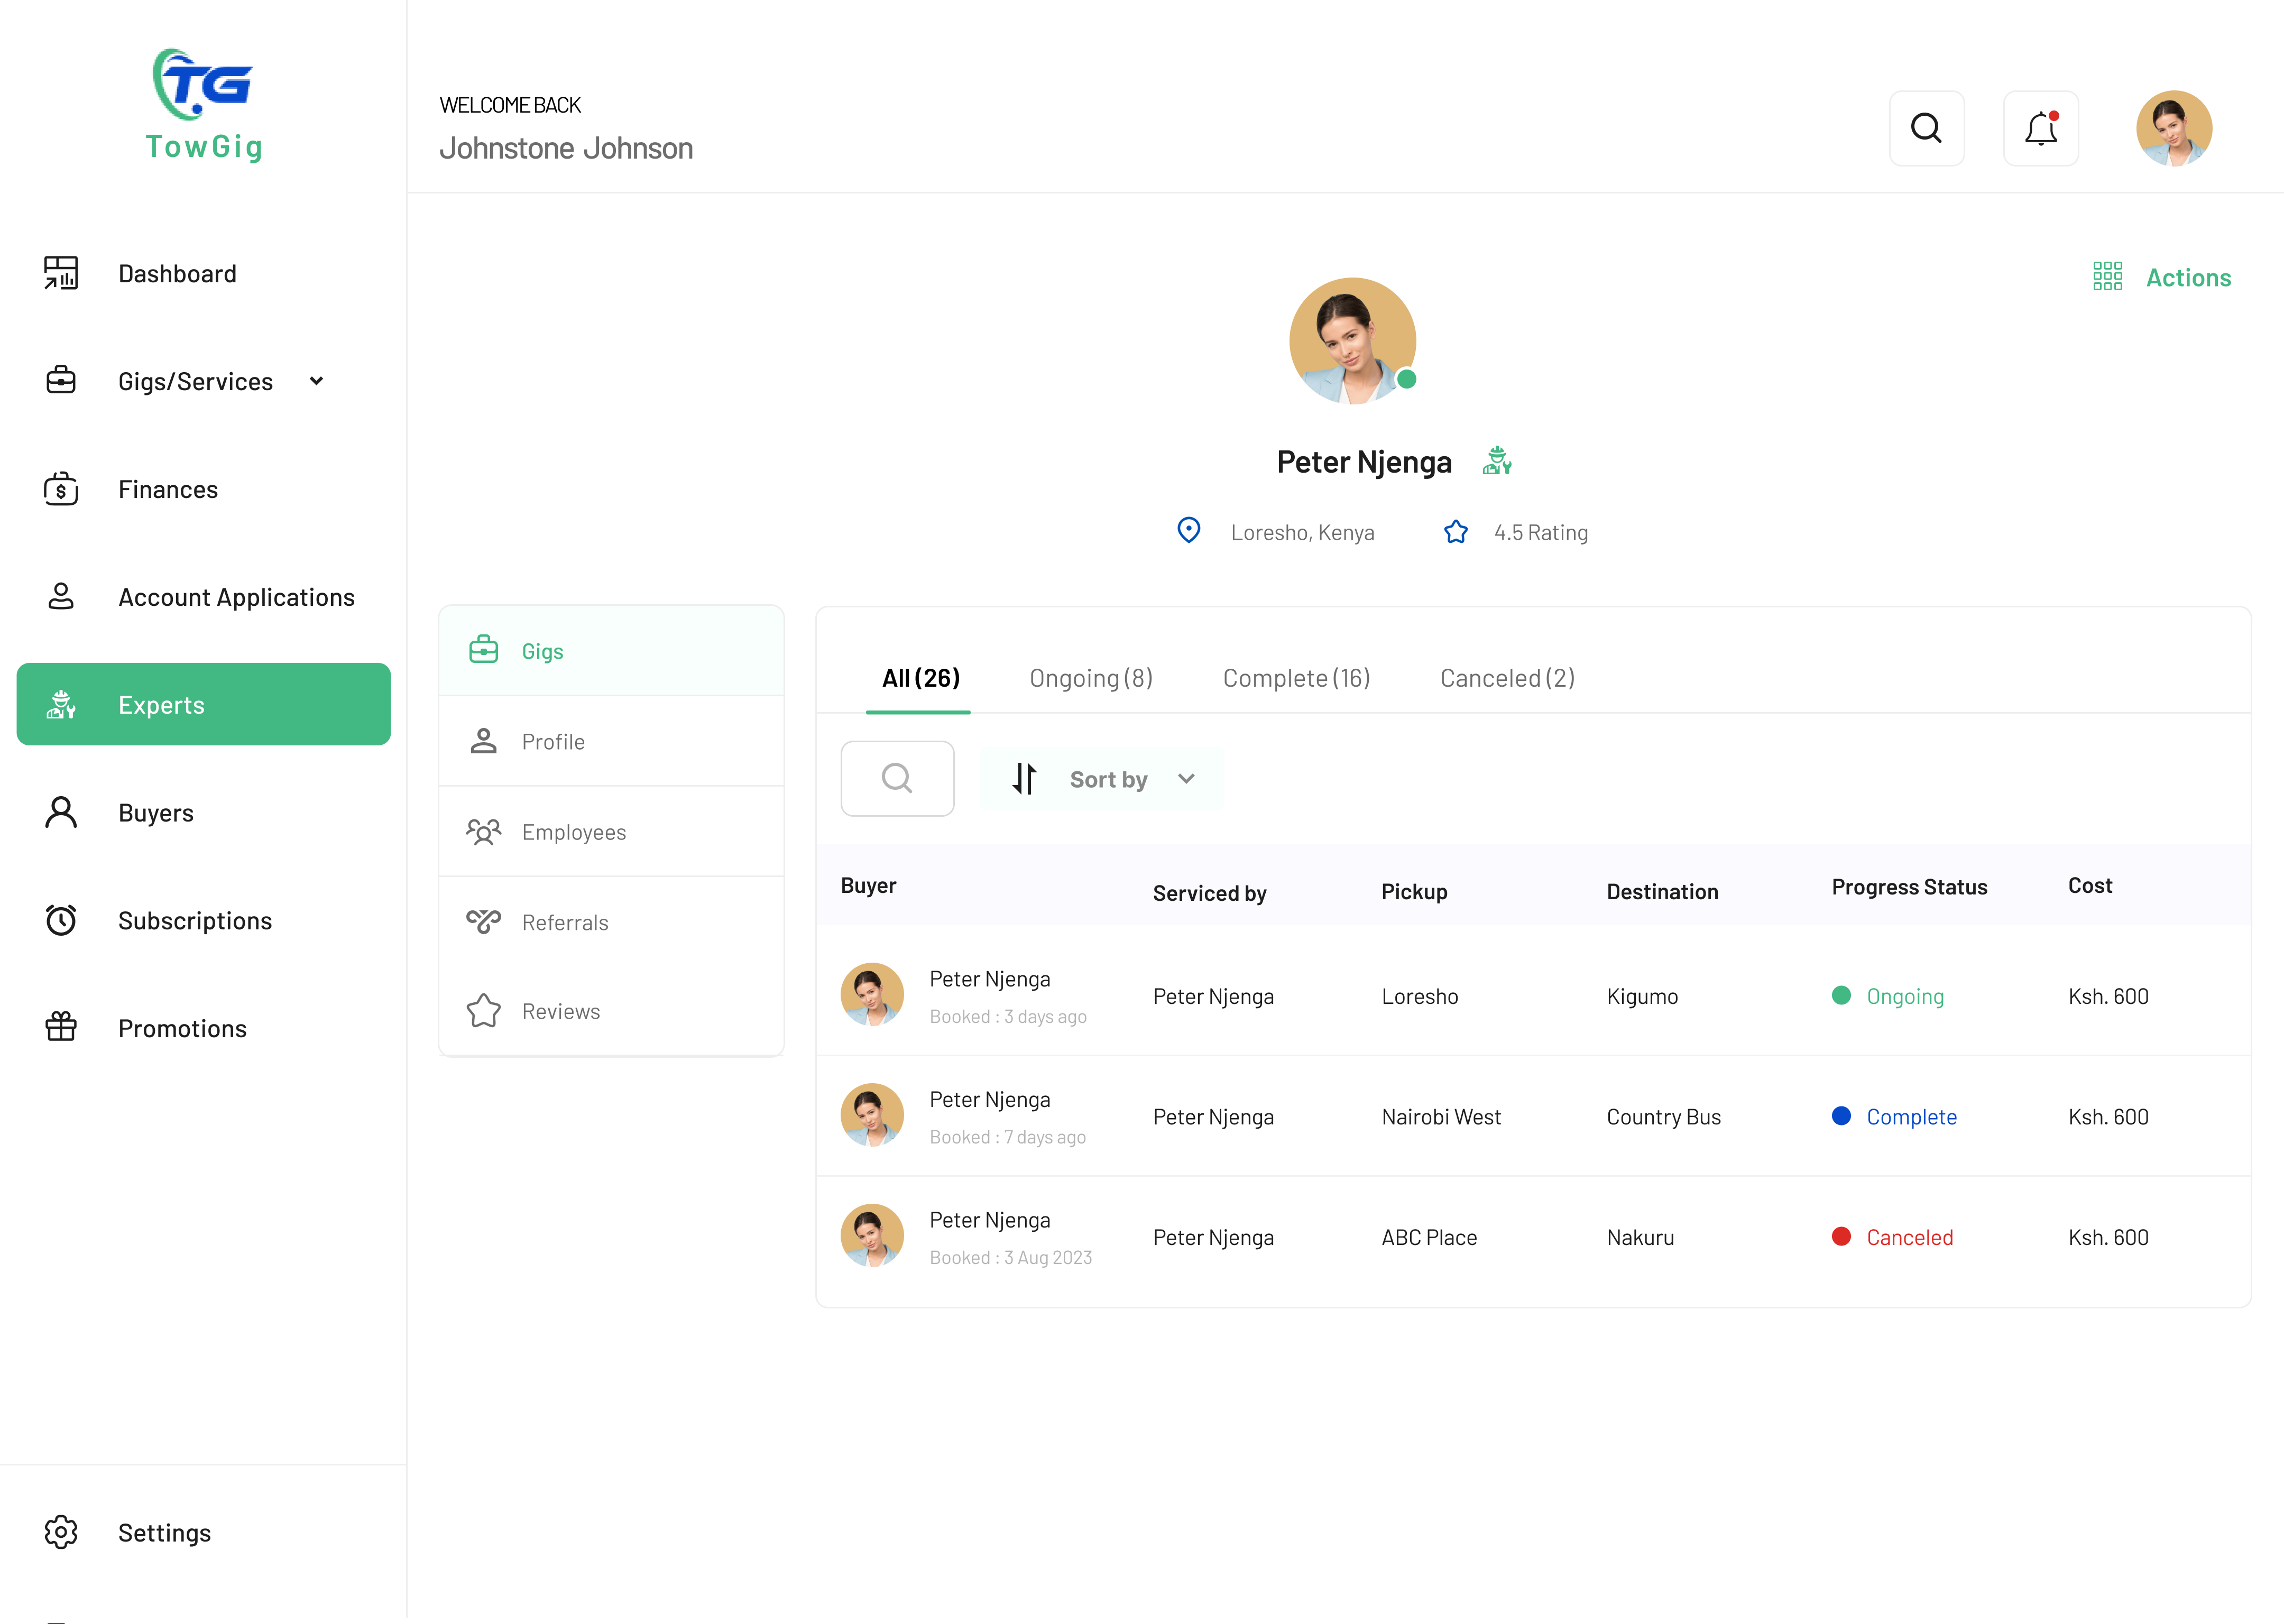 TG
TowGig
WELCOME BACK
Johnstone Johnson
Dashboard
Gigs/Services
Finances
Account Applications
Experts
Buyers
Subscriptions
Promotions
Settings
Actions
Peter Njenga
Loresho, Kenya 4.5 Rating
Gigs
Profile
Employees
Referrals
Reviews
All (26) Ongoing (8) Complete (16) Canceled (2)
Sort by
Buyer Serviced by Pickup Destination Progress Status Cost
Peter Njenga
Booked : 3 days ago
Peter Njenga Loresho Kigumo Ongoing Ksh. 600
Peter Njenga
Booked : 7 days ago
Peter Njenga Nairobi West Country Bus Complete Ksh. 600
Peter Njenga
Booked : 3 Aug 2023
Peter Njenga ABC Place Nakuru Canceled Ksh. 600